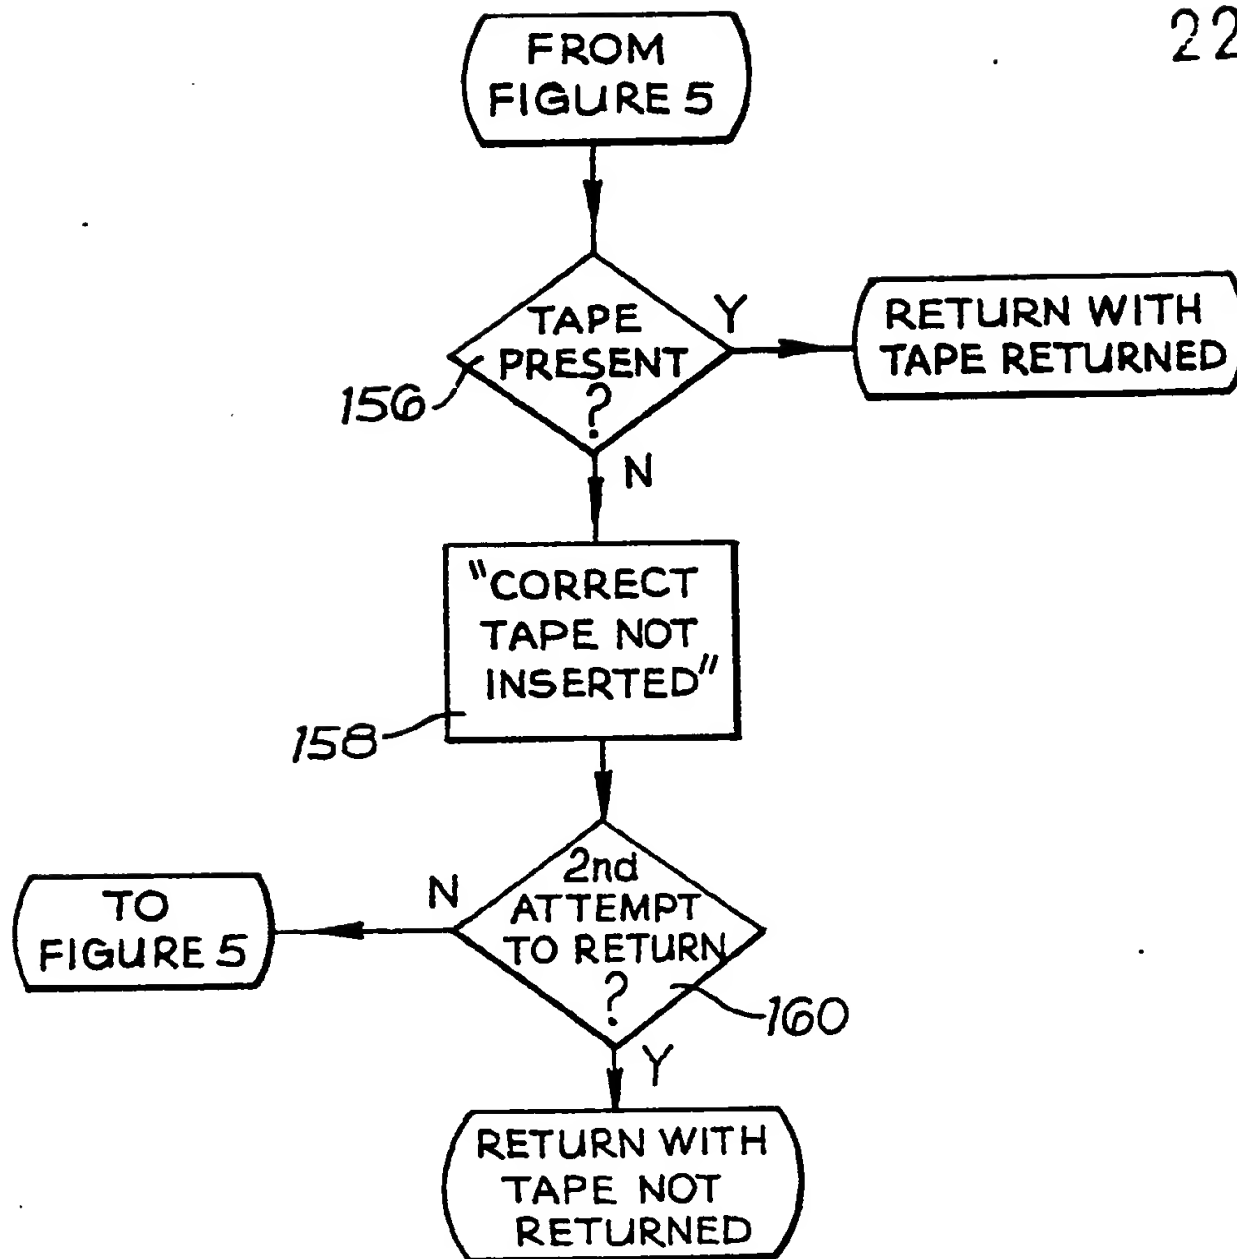 22
FROM
FIGURE 5
TAPE
PRESENT
?
Y
RETURN WITH
TAPE RETURNED
156
N
"CORRECT
TAPE NOT
INSERTED"
158
2nd
ATTEMPT
TO RETURN
?
N
TO
FIGURE 5
160
Y
RETURN WITH
TAPE NOT
RETURNED